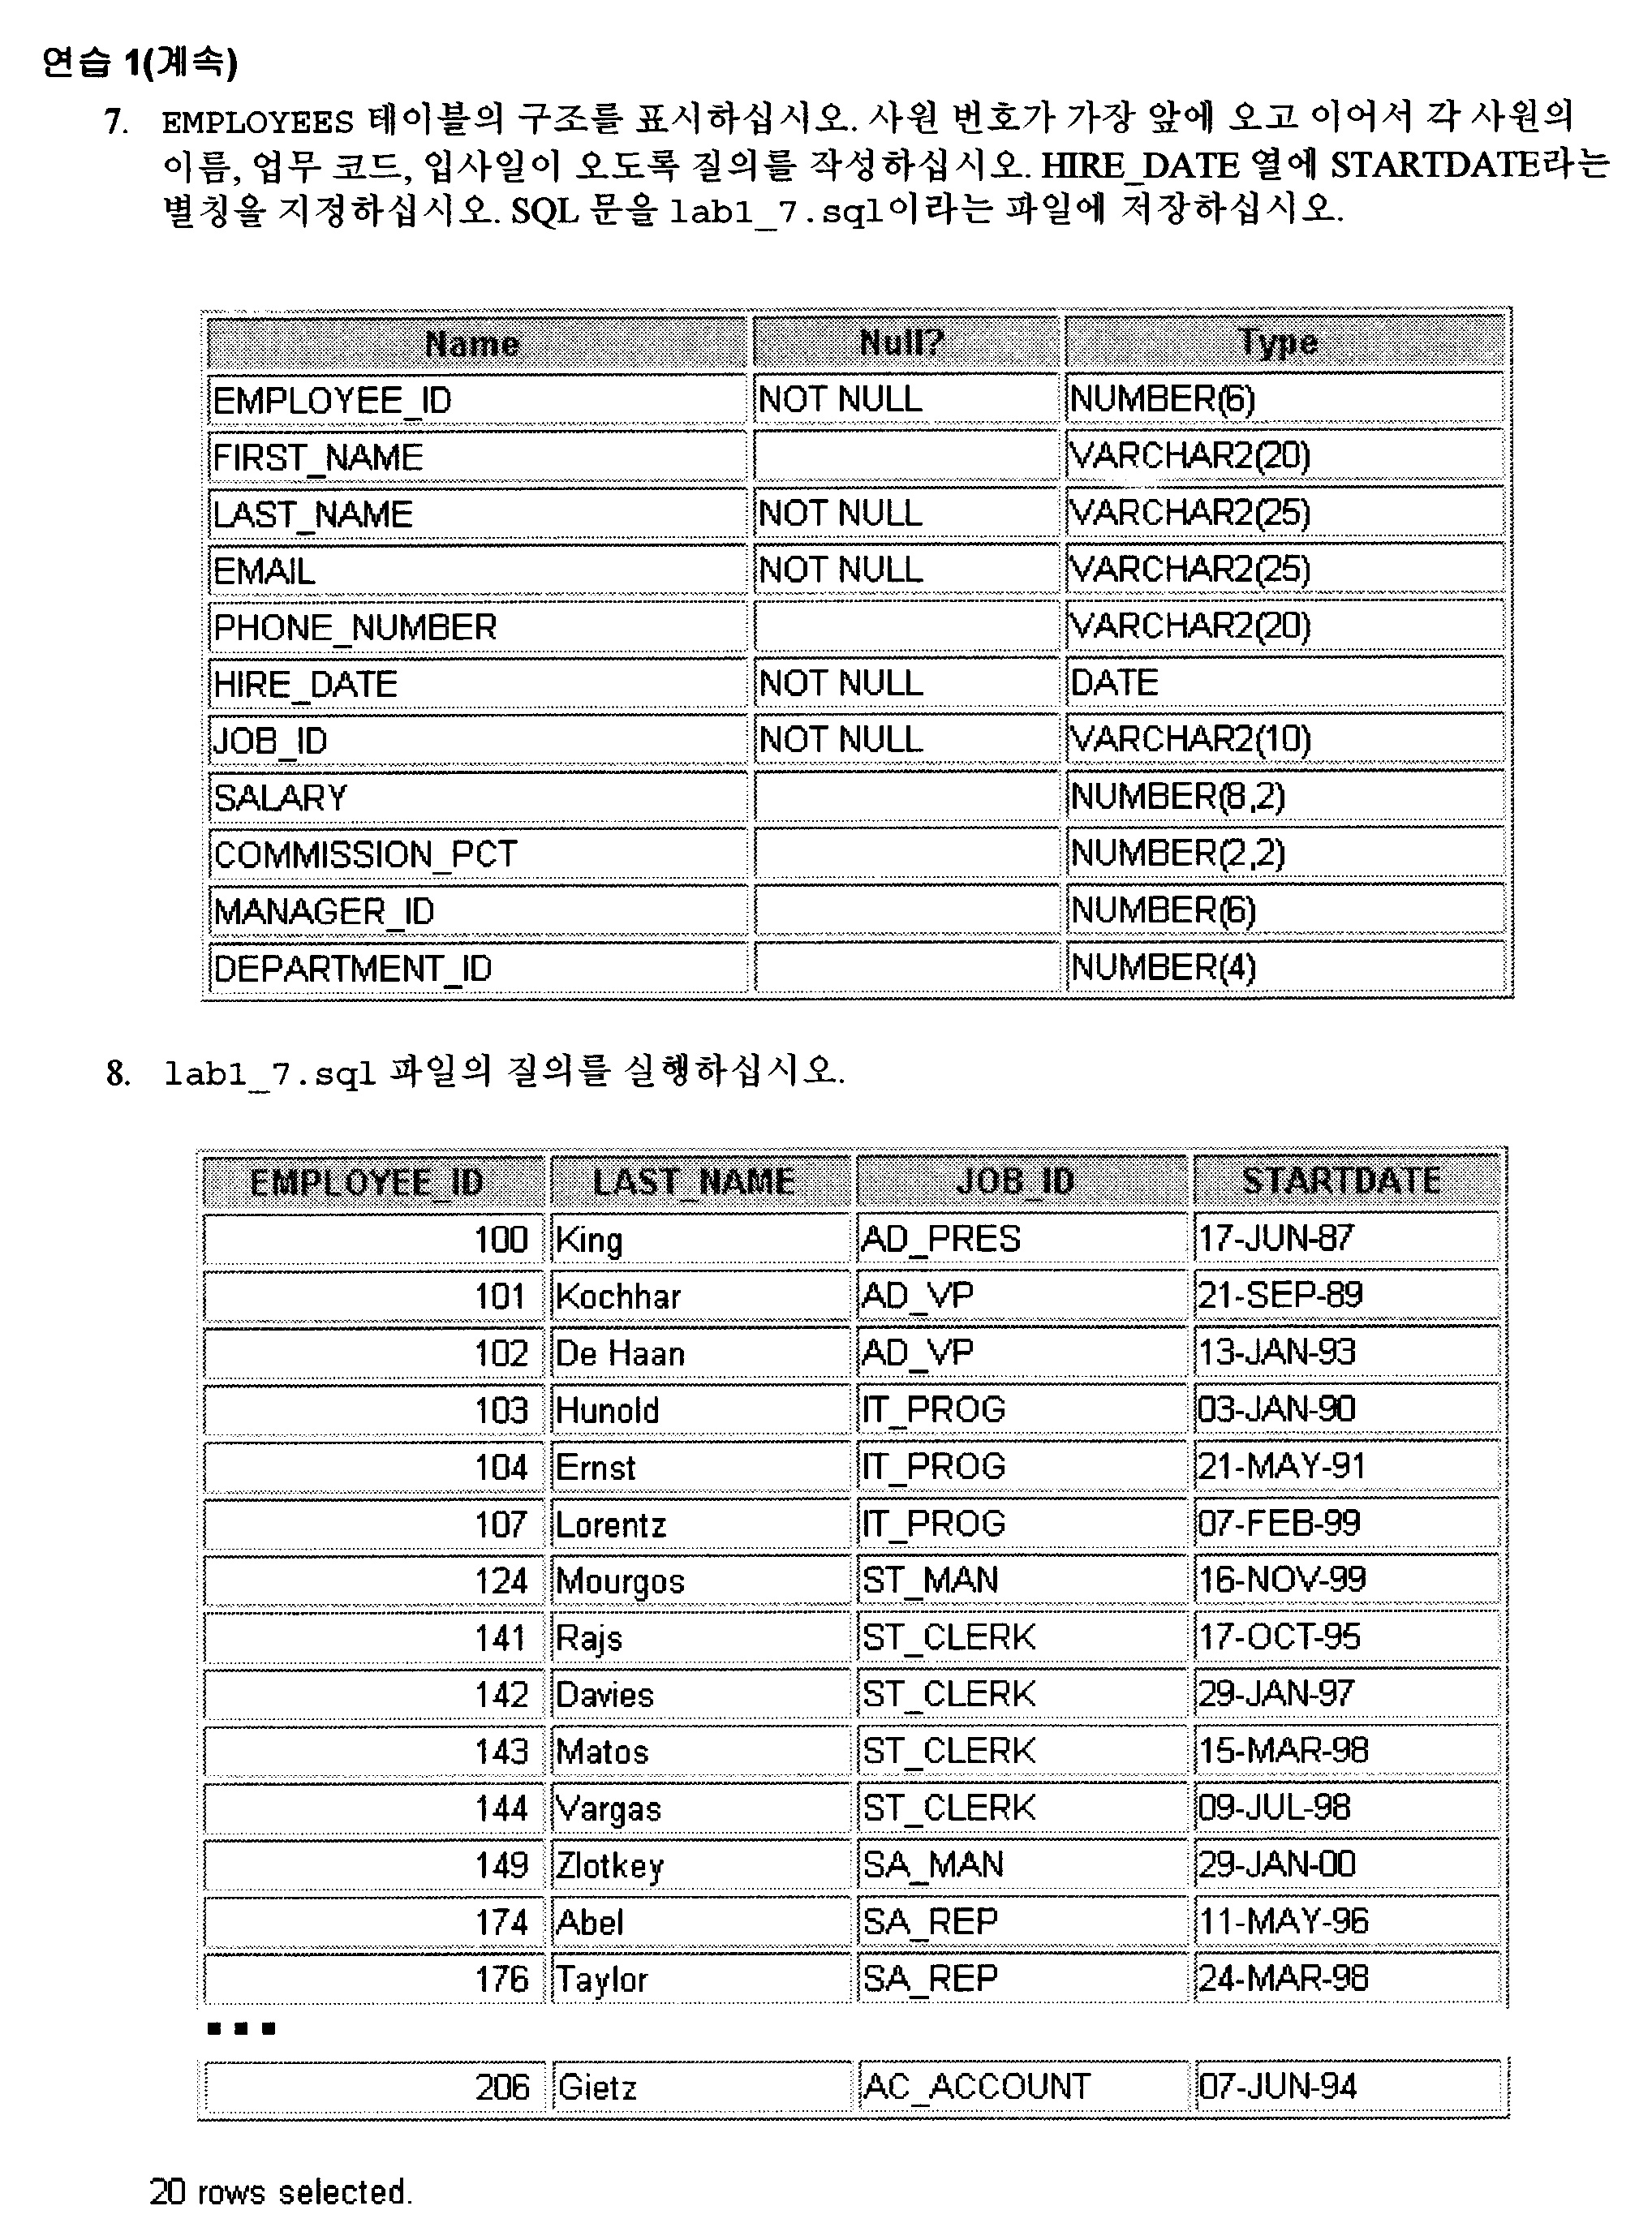 연습 1(계속)
7. EMPLOYEES 테이블의 구조를 표시하십시오. 사원 번호가 가장 앞에 오고 이어서 각 사원의
이름, 업무 코드, 입사일이 오도록 질의를 작성하십시오. HIRE_DATE 열에 STARTDATE라는
별칭을 지정하십시오. SQL 문을 lab1_7.sql이라는 파일에 저장하십시오.
Name Null? Type
EMPLOYEE_ID NOT NULL NUMBER(6)
FIRST_NAME VARCHAR2(20)
LAST_NAME NOT NULL VARCHAR2(25)
EMAIL NOT NULL VARCHAR2(25)
PHONE_NUMBER VARCHAR2(20)
HIRE_DATE NOT NULL DATE
JOB_ID NOT NULL VARCHAR2(10)
SALARY NUMBER(8,2)
COMMISSION_PCT NUMBER(2,2)
MANAGER_ID NUMBER(6)
DEPARTMENT_ID NUMBER(4)
8. lab1_7.sql 파일의 질의를 실행하십시오.
EMPLOYEE_ID LAST_NAME JOB_ID STARTDATE
100 King AD_PRES 17-JUN-87
101 Kochhar AD_VP 21-SEP-89
102 De Haan AD_VP 13-JAN-93
103 Hunold IT_PROG 03-JAN-90
104 Ernst IT_PROG 21-MAY-91
107 Lorentz IT_PROG 07-FEB-99
124 Mourgos ST_MAN 16-NOV-99
141 Rajs ST_CLERK 17-OCT-95
142 Davies ST_CLERK 29-JAN-97
143 Matos ST_CLERK 15-MAR-98
144 Vargas ST_CLERK 09-JUL-98
149 Zlotkey SA_MAN 29-JAN-00
174 Abel SA_REP 11-MAY-96
176 Taylor SA_REP 24-MAR-98
...
206 Gietz AC_ACCOUNT 07-JUN-94
20 rows selected.